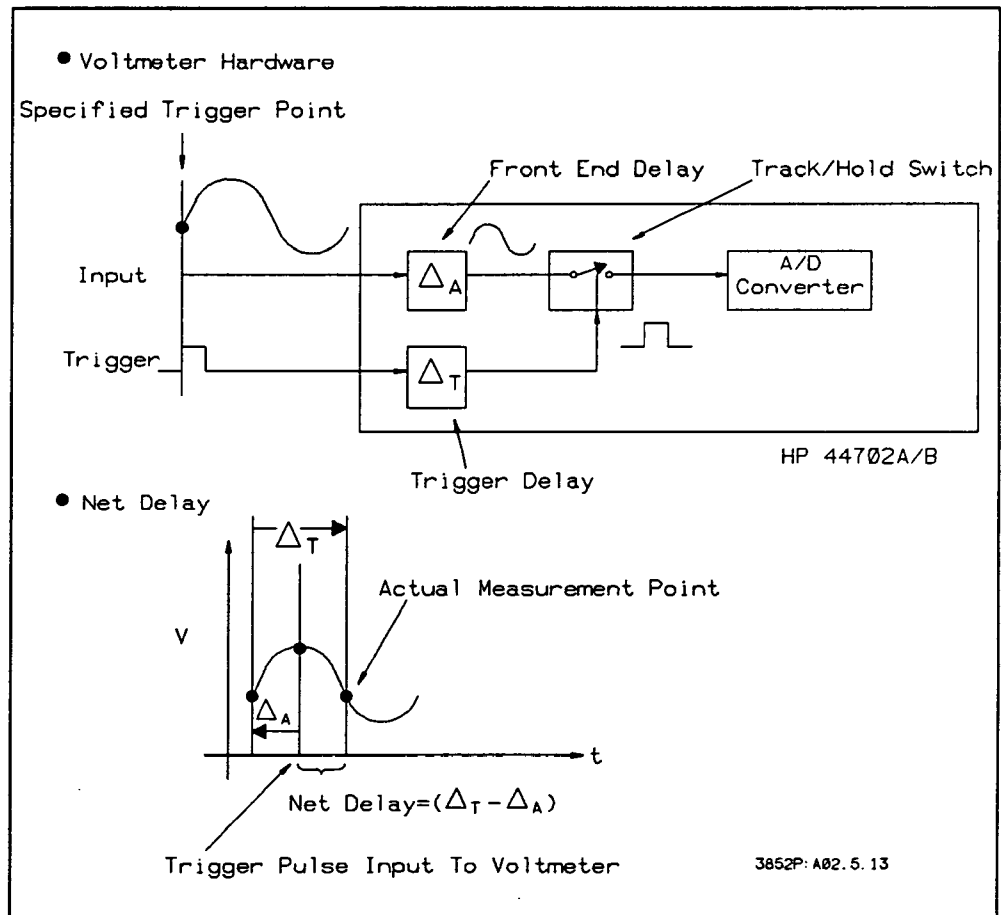 ● Voltmeter Hardware
Specified Trigger Point
Front End Delay
Track/Hold Switch
Input
△A
A/D
Converter
Trigger
△T
HP 44702A/B
Trigger Delay
● Net Delay
△T
Actual Measurement Point
V
△A
t
Net Delay=(△T-△A)
Trigger Pulse Input To Voltmeter
3852P:A02.5.13